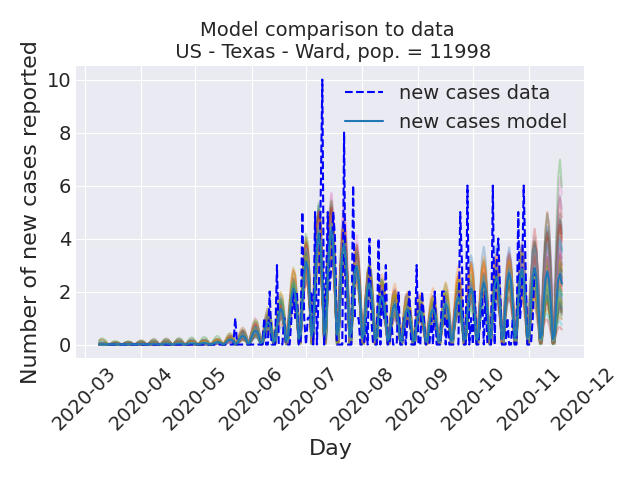 Model comparison to data
US - Texas - Ward, pop. = 11998
Number of new cases reported
10
8
6
4
2
0
new cases data
new cases model
2020-03
2020-04
2020-05
2020-06
2020-07
2020-08
2020-09
2020-10
2020-11
2020-12
Day